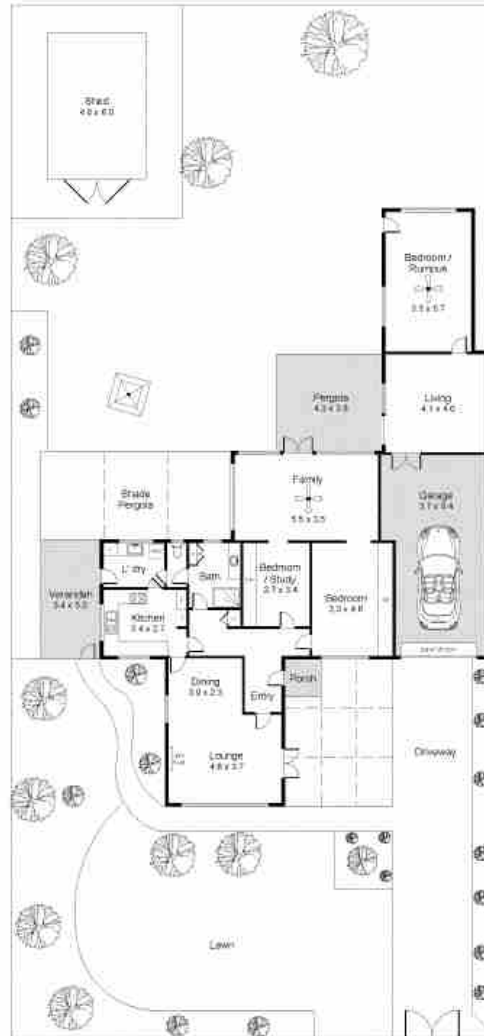 Shed
4.0 x 6.0
Bedroom /
Rumpus
3.5 x 5.7
Pergola
4.3 x 3.9
Living
4.1 x 4.0
Family
5.5 x 3.5
Garage
3.7 x 8.4
Shade
Pergola
L'dry
Bath
Bedroom
/ Study
2.7 x 3.4
Bedroom
3.3 x 4.6
Verandah
3.4 x 5.3
Kitchen
3.4 x 2.7
Dining
3.0 x 2.5
Entry
Porch
Lounge
4.6 x 3.7
Driveway
Lawn